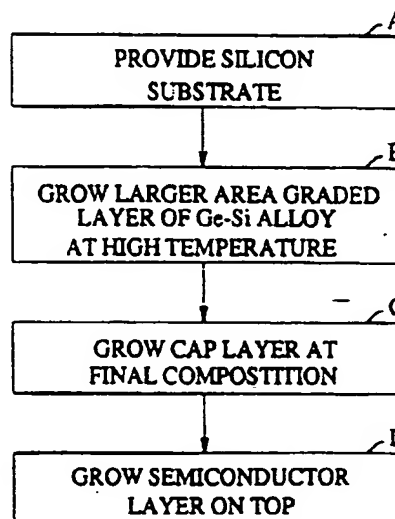 A
PROVIDE SILICON
SUBSTRATE
GROW LARGER AREA GRADED
LAYER OF Ge-Si ALLOY
AT HIGH TEMPERATURE
GROW CAP LAYER AT
FINAL COMPOSTITION
GROW SEMICONDUCTOR
LAYER ON TOP